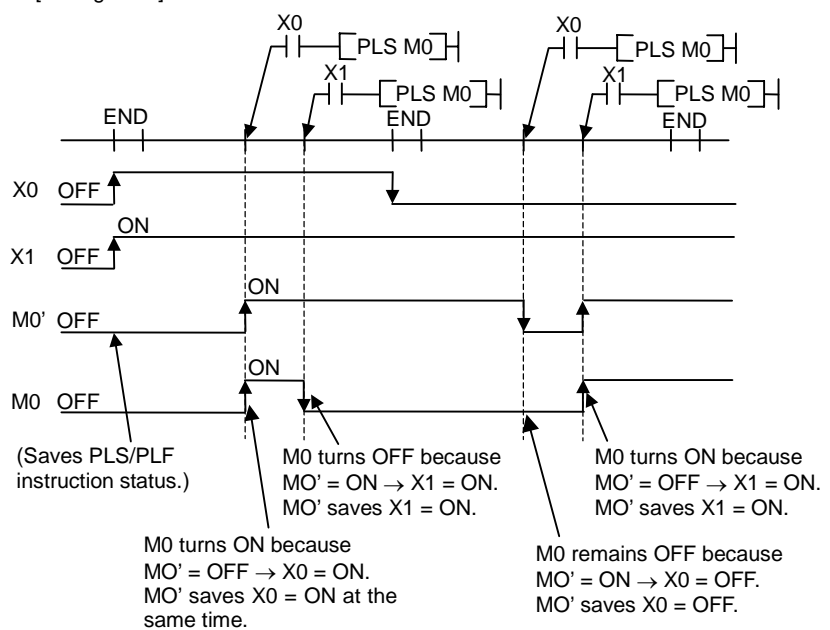 X0
PLS M0
X1
PLS M0
X0
PLS M0
X1
PLS M0
END
END
END
X0 OFF
ON
X1 OFF
ON
M0' OFF
ON
M0 OFF
(Saves PLS/PLF
instruction status.)
M0 turns OFF because
MO' = ON → X1 = ON.
MO' saves X1 = ON.
M0 turns ON because
MO' = OFF → X1 = ON.
MO' saves X1 = ON.
M0 turns ON because
MO' = OFF → X0 = ON.
MO' saves X0 = ON at the
same time.
M0 remains OFF because
MO' = ON → X0 = OFF.
MO' saves X0 = OFF.